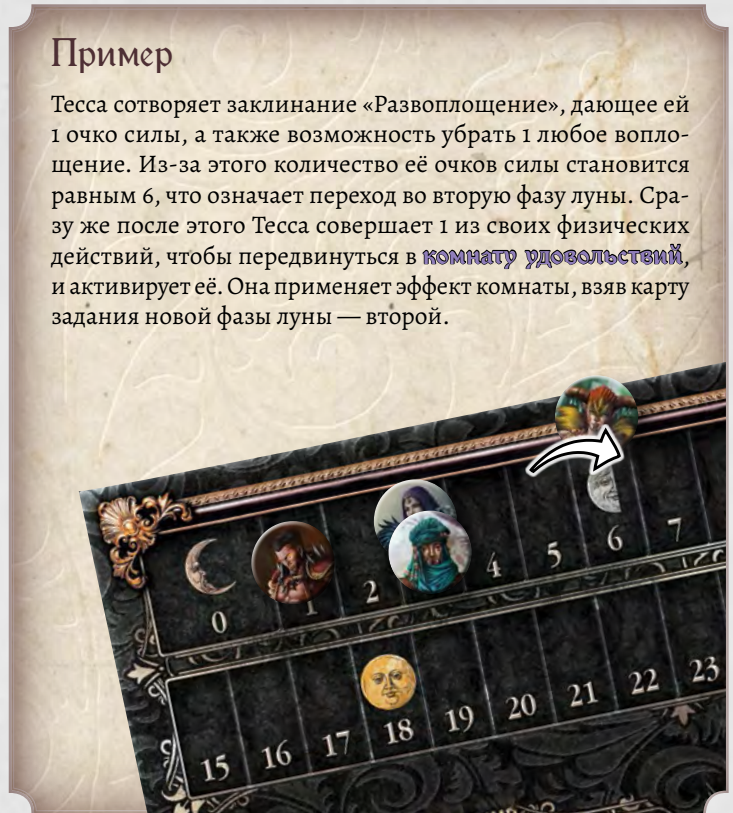 Пример
Тесса сотворяет заклинание «Развоплощение», дающее ей
1 очко силы, а также возможность убрать 1 любое вопло-
щение. Из-за этого количество её очков силы становится
равным 6, что означает переход во вторую фазу луны. Сра-
зу же после этого Тесса совершает 1 из своих физических
действий, чтобы передвинуться в комнату удовольствий,
и активирует её. Она применяет эффект комнаты, взяв карту
задания новой фазы луны — второй.
0 1 2 4 5 6 7
15 16 17 18 19 20 21 22 23